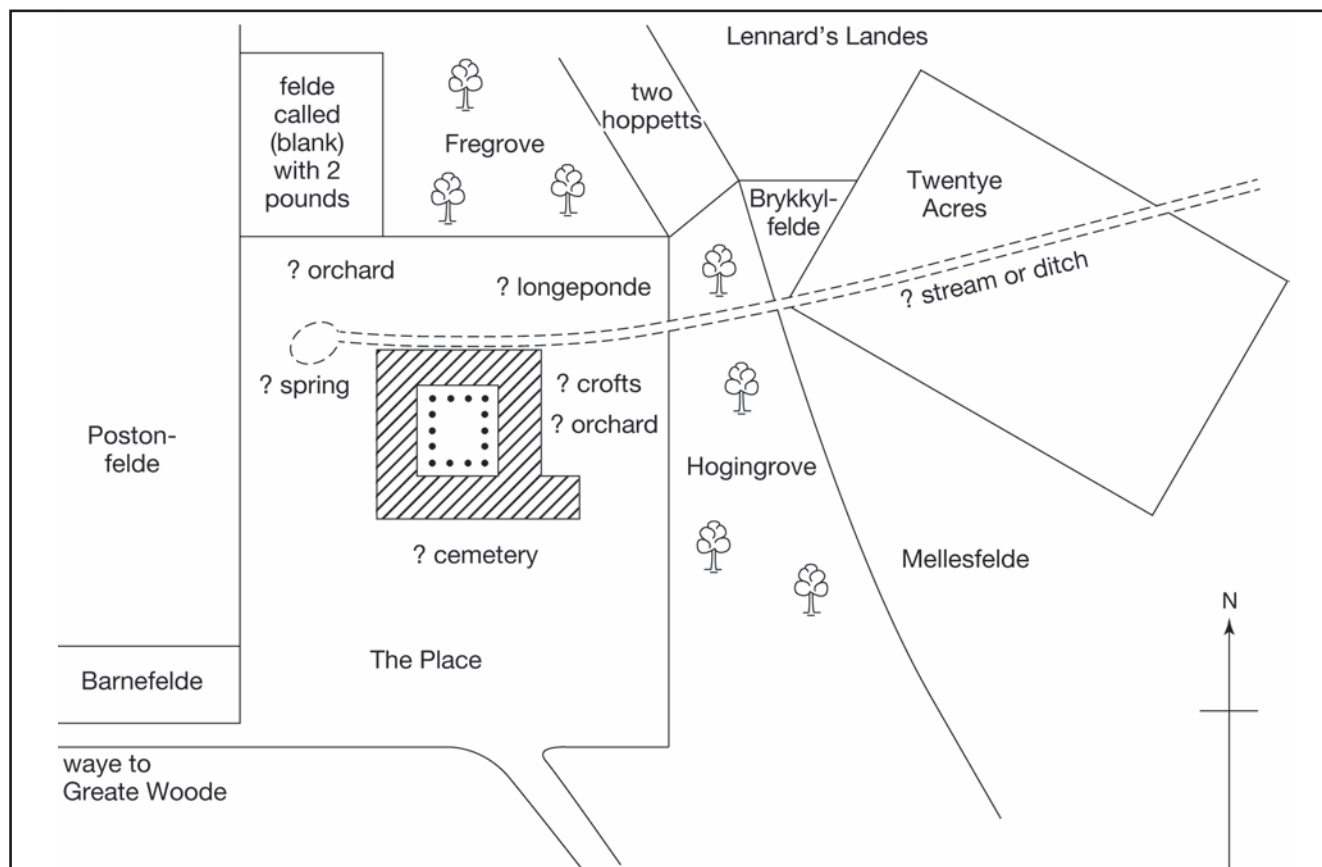 Lennard's Landes
felde
called
(blank)
with 2
pounds
Fregrove
two
hoppetts
Brykkyl-
felde
Twentye
Acres
? orchard
? longeponde
? stream or ditch
? spring
? crofts
? orchard
Poston-
felde
Hogingrove
? cemetery
Mellesfelde
N
The Place
Barnefelde
waye to
Greate Woode